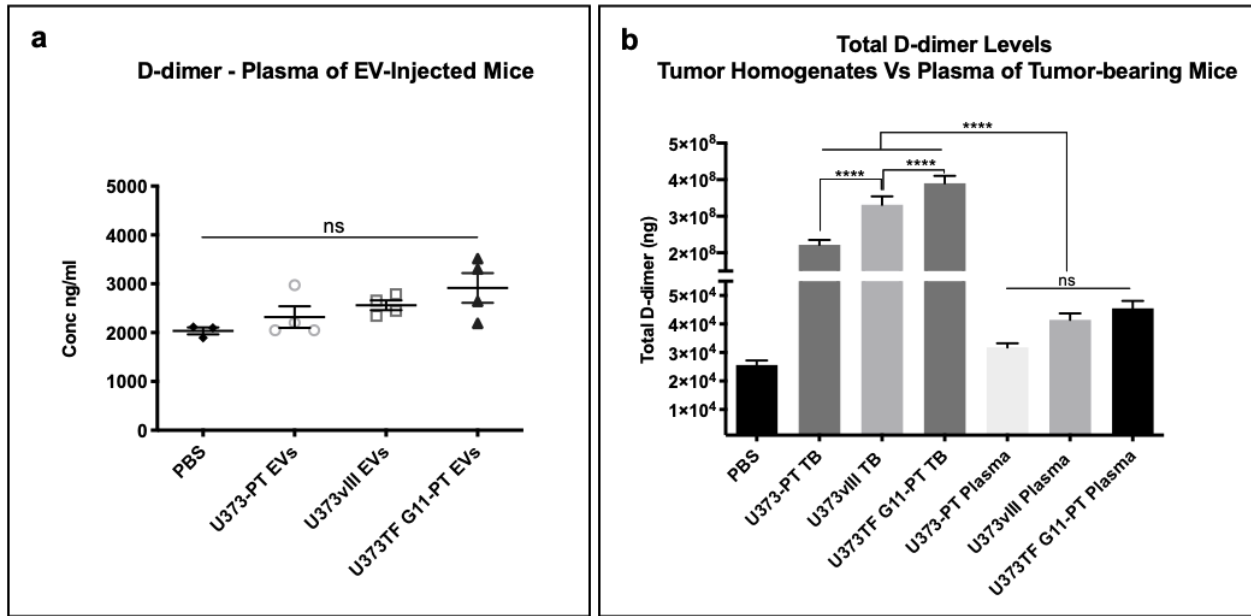 a
D-dimer - Plasma of EV-Injected Mice
Conc ng/ml
5000
4000
3000
2000
1000
0
ns
PBS
U373-PT EVs
U373vIII EVs
U373TF G11-PT EVs
b
Total D-dimer Levels
Tumor Homogenates Vs Plasma of Tumor-bearing Mice
Total D-dimer (ng)
5×10⁸
4×10⁸
3×10⁸
2×10⁸
5×10⁴
4×10⁴
3×10⁴
2×10⁴
1×10⁴
****
****
****
ns
PBS
U373-PT TB
U373vIII TB
U373TF G11-PT TB
U373-PT Plasma
U373vIII Plasma
U373TF G11-PT Plasma